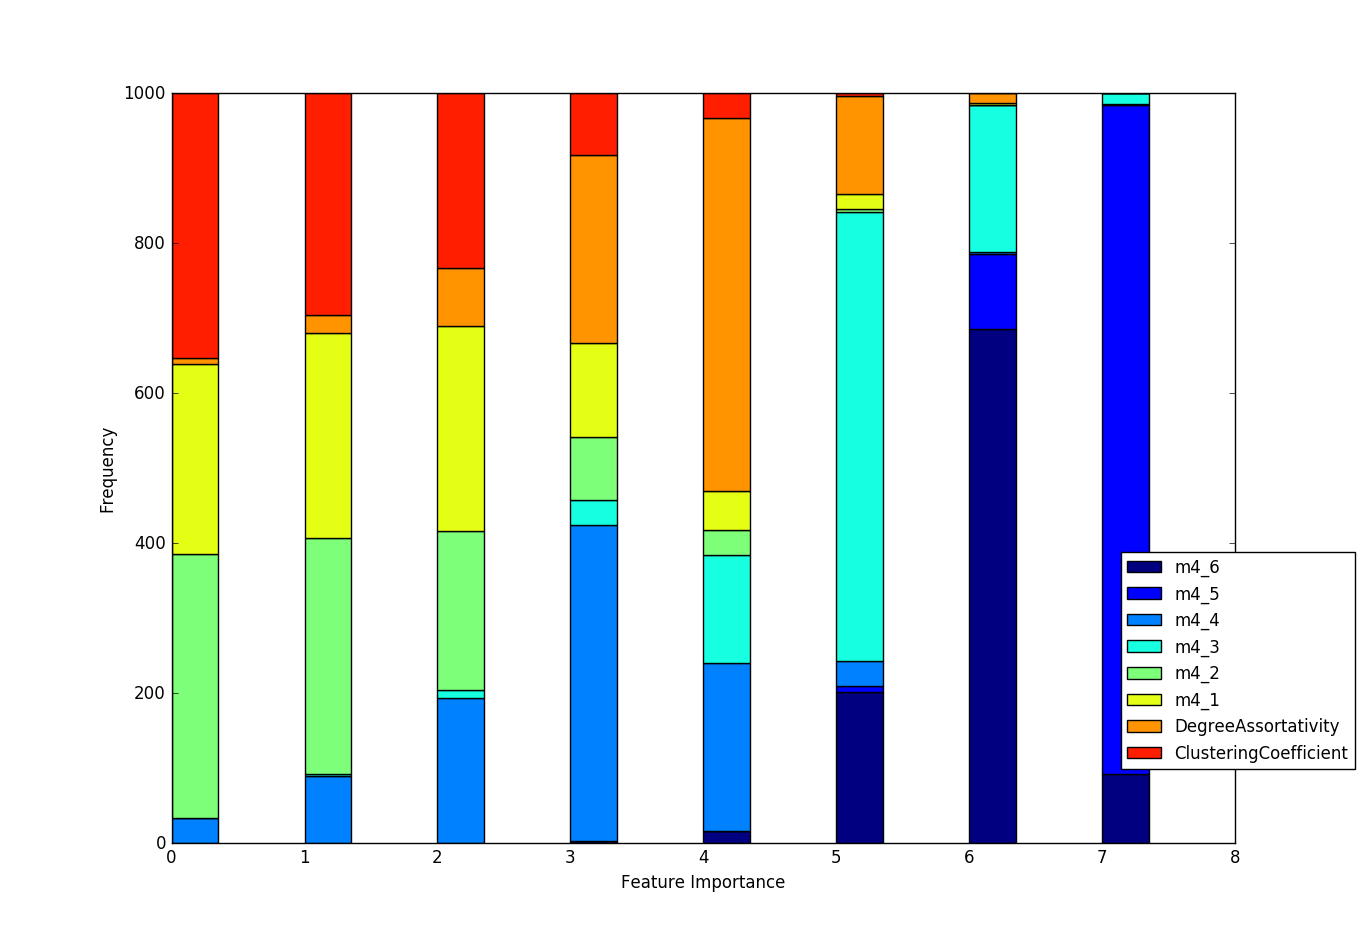 1000
800
600
400
200
0
Frequency
0 1 2 3 4 5 6 7 8
Feature Importance
m4_6
m4_5
m4_4
m4_3
m4_2
m4_1
DegreeAssortativity
ClusteringCoefficient